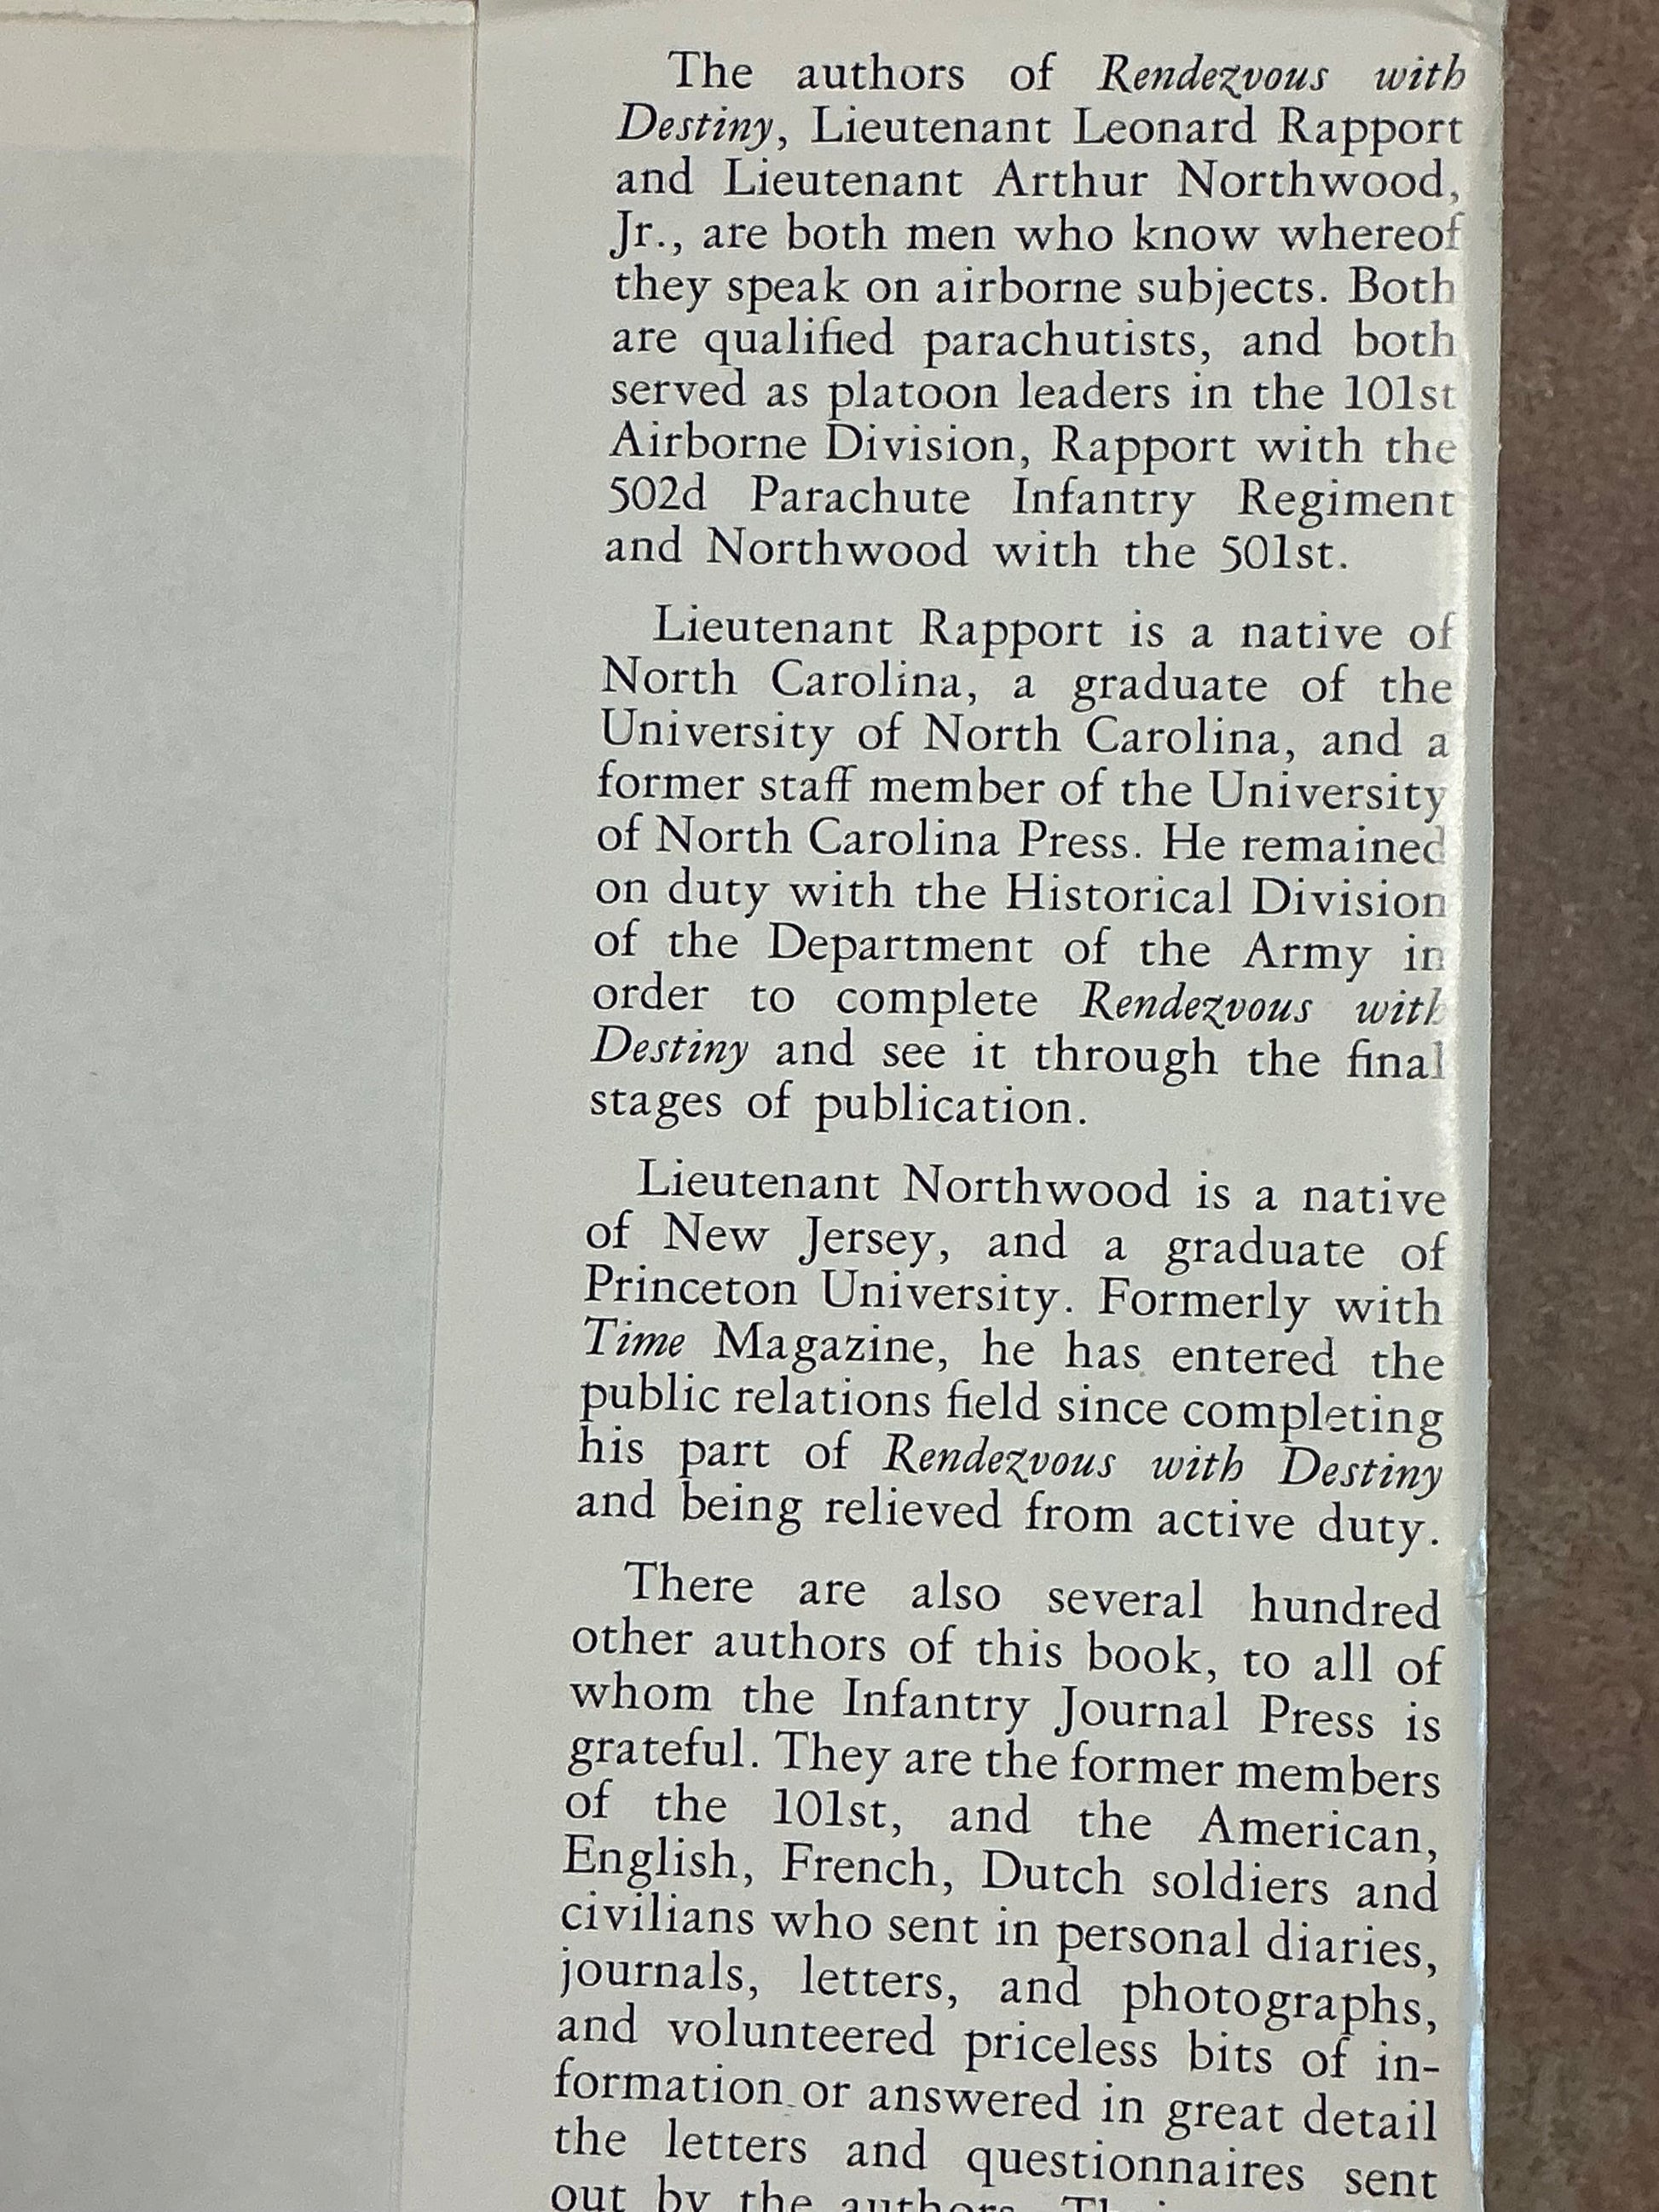 The authors of Rendezvous with
Destiny, Lieutenant Leonard Rapport
and Lieutenant Arthur Northwood,
Jr., are both men who know whereof
they speak on airborne subjects. Both
are qualified parachutists, and both
served as platoon leaders in the 101st
Airborne Division, Rapport with the
502d Parachute Infantry Regiment
and Northwood with the 501st.
Lieutenant Rapport is a native of
North Carolina, a graduate of the
University of North Carolina, and a
former staff member of the University
of North Carolina Press. He remained
on duty with the Historical Division
of the Department of the Army in
order to complete Rendezvous with
Destiny and see it through the final
stages of publication.
Lieutenant Northwood is a native
of New Jersey, and a graduate of
Princeton University. Formerly with
Time Magazine, he has entered the
public relations field since completing
his part of Rendezvous with Destiny
and being relieved from active duty.
There are also several hundred
other authors of this book, to all of
whom the Infantry Journal Press is
grateful. They are the former members
of the 101st, and the American,
English, French, Dutch soldiers and
civilians who sent in personal diaries,
journals, letters, and photographs,
and volunteered priceless bits of in-
formation or answered in great detail
the letters and questionnaires sent
out by the authors.